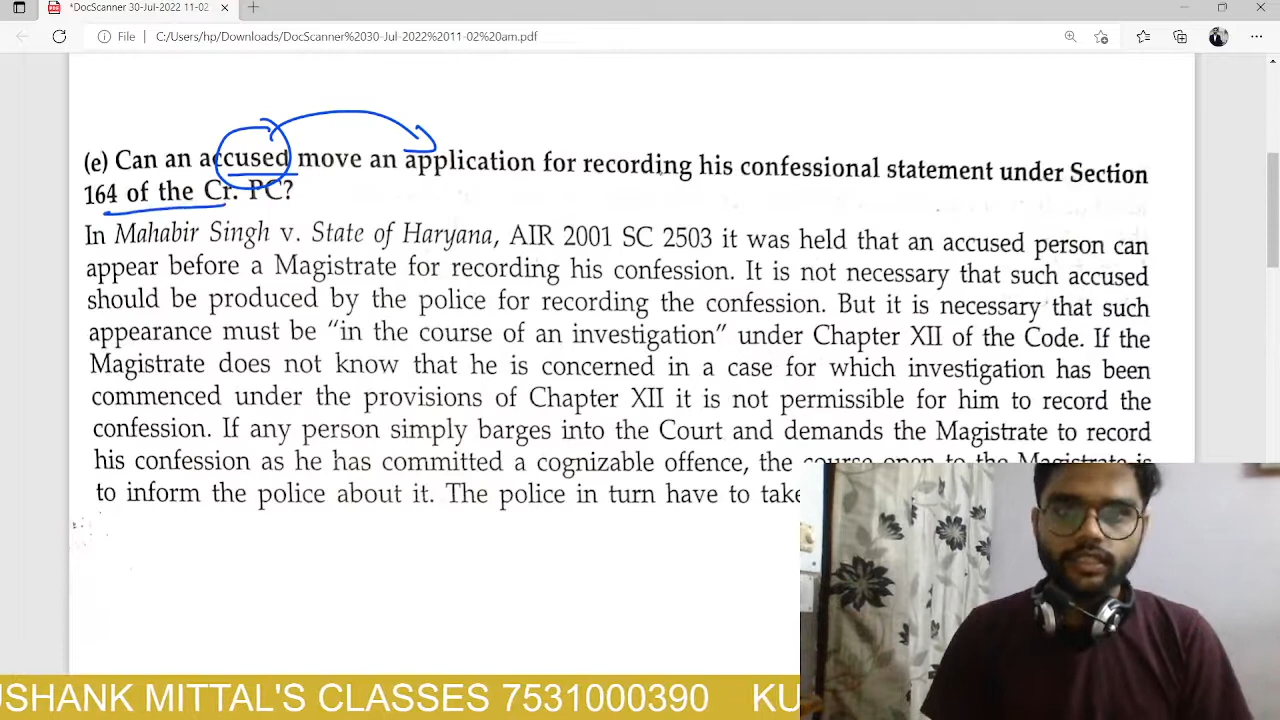 *DocScanner 30-Jul-2022 11-02
File
C:/Users/hp/Downloads/DocScanner%2030-Jul-2022%2011-02%20am.pdf
(e) Can an accused move an application for recording his confessional statement under Section
164 of the Cr. PC?
In Mahabir Singh v. State of Haryana, AIR 2001 SC 2503 it was held that an accused person can
appear before a Magistrate for recording his confession. It is not necessary that such accused
should be produced by the police for recording the confession. But it is necessary that such
appearance must be “in the course of an investigation” under Chapter XII of the Code. If the
Magistrate does not know that he is concerned in a case for which investigation has been
commenced under the provisions of Chapter XII it is not permissible for him to record the
confession. If any person simply barges into the Court and demands the Magistrate to record
his confession as he has committed a cognizable offence, the course open to the Magistrate is
to inform the police about it. The police in turn have to take
USHANK MITTAL'S CLASSES 7531000390 KU